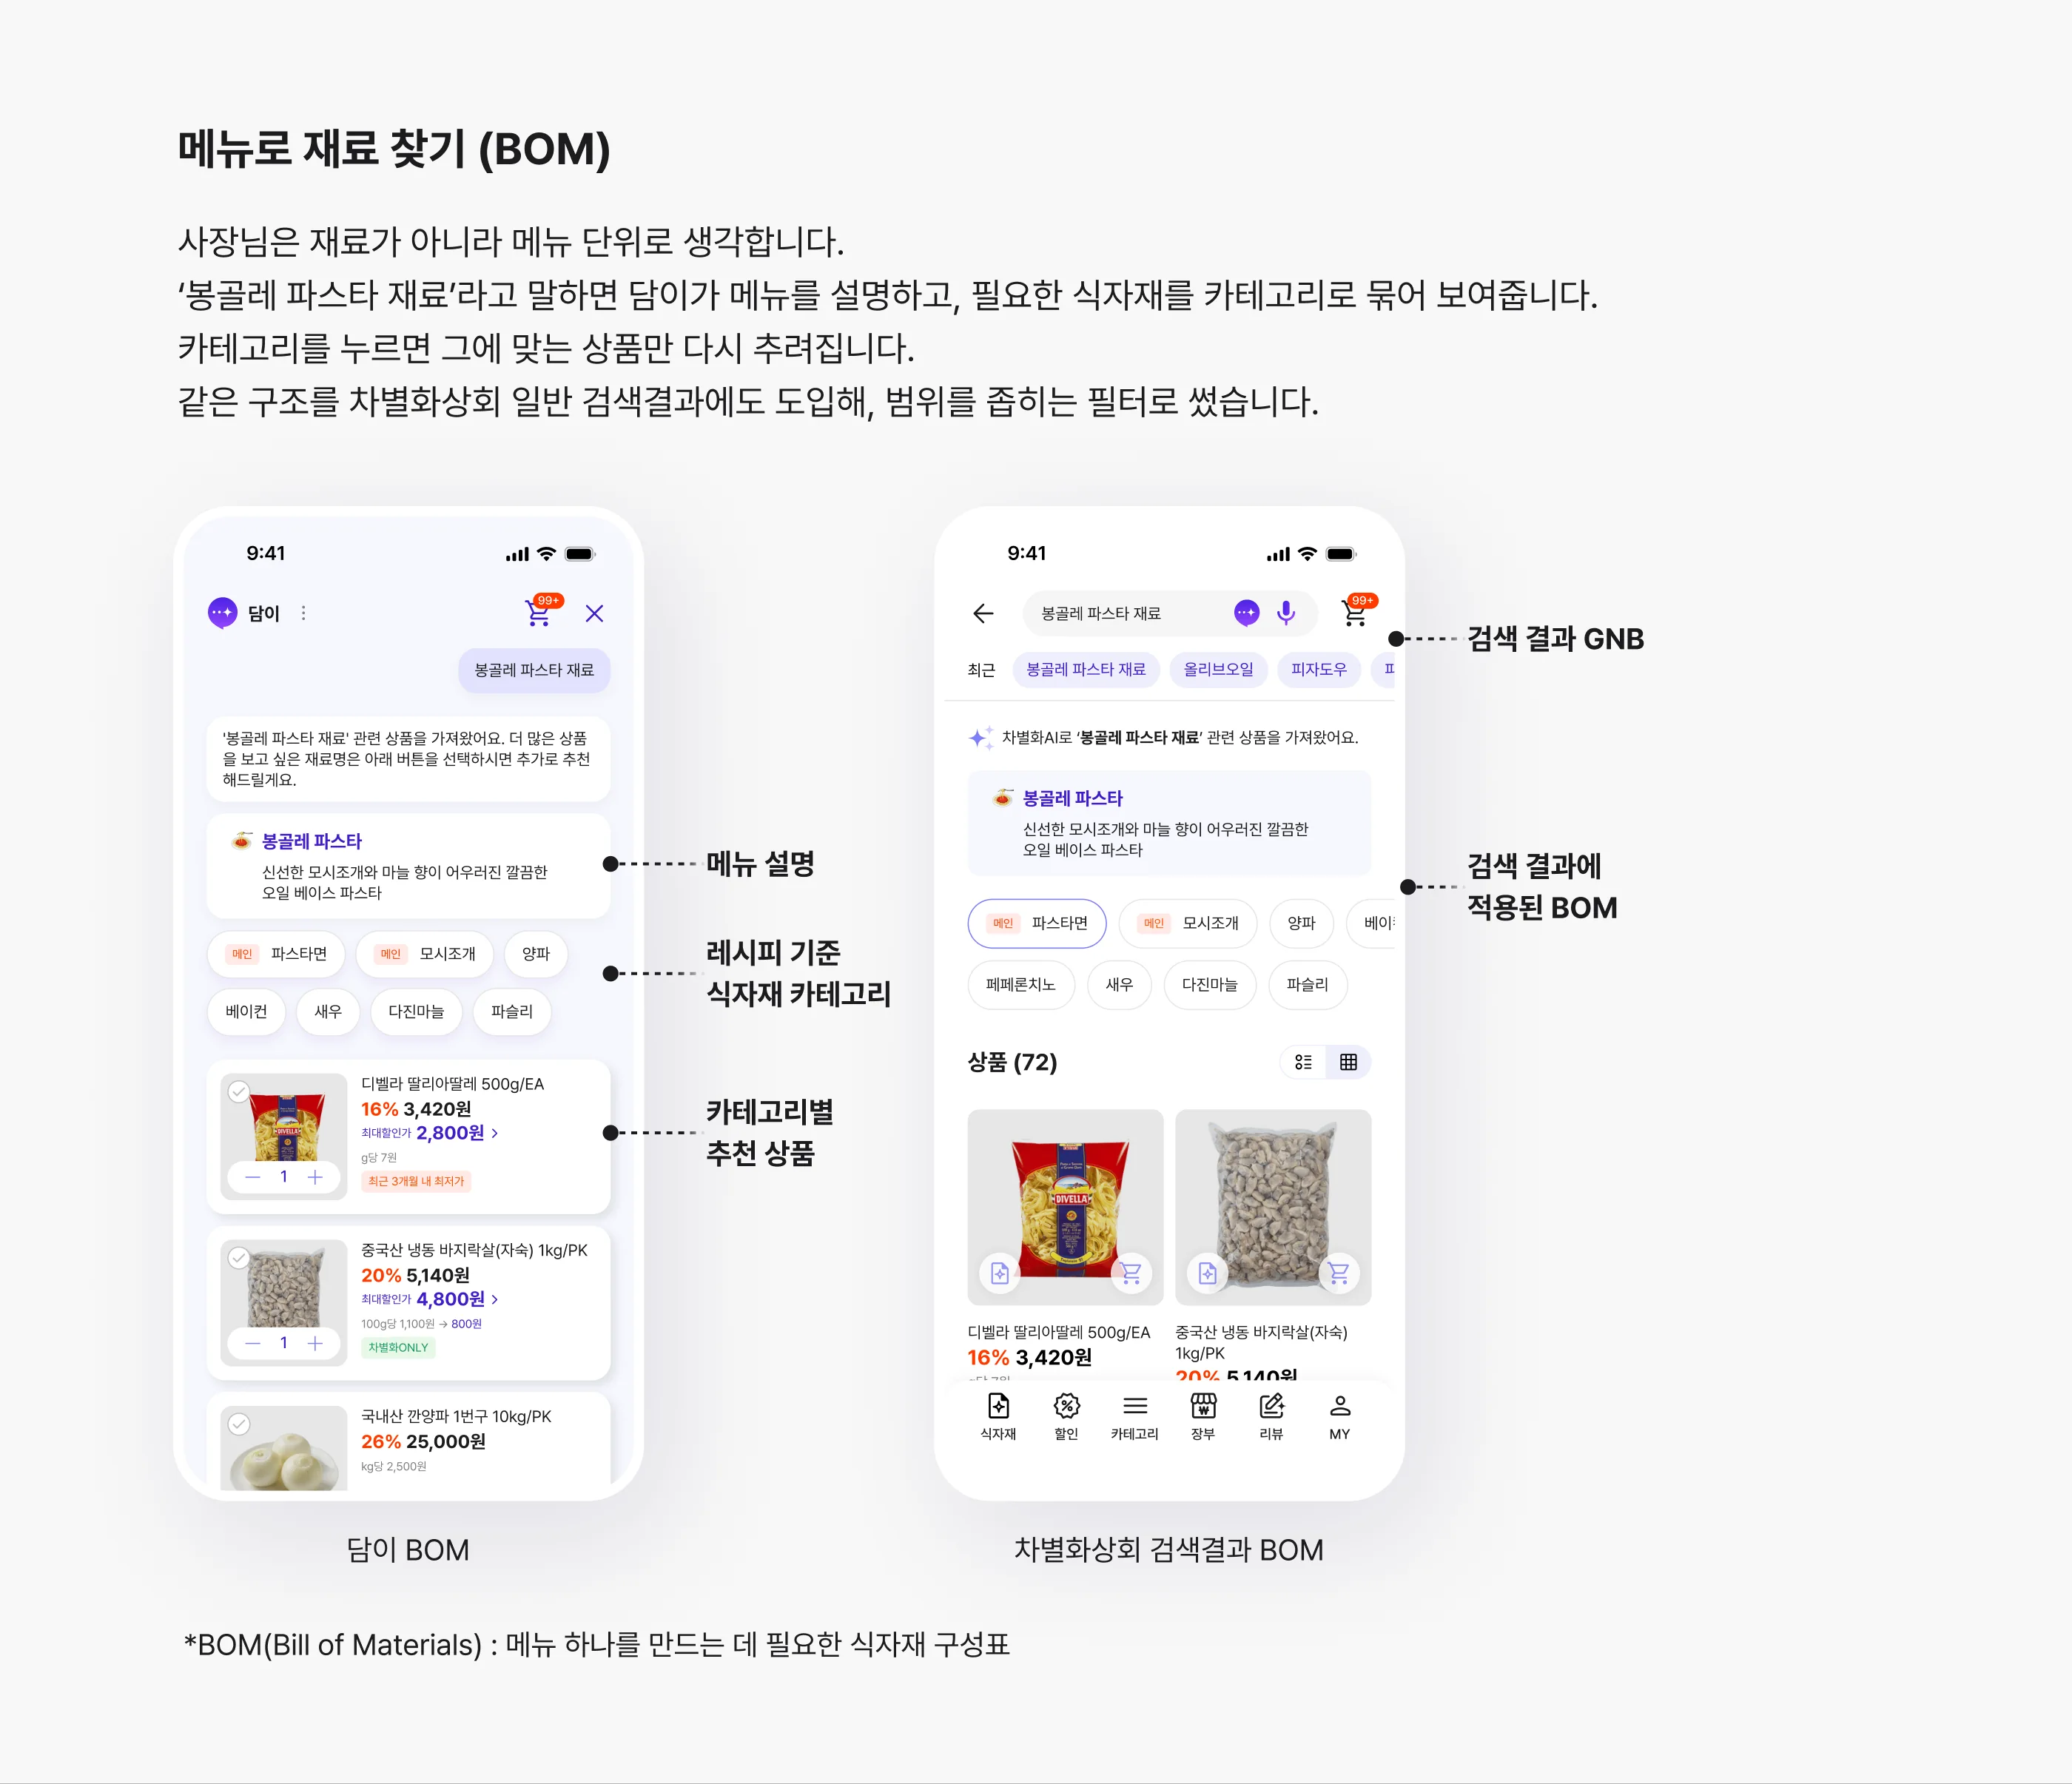 메뉴로 재료 찾기 (BOM)
사장님은 재료가 아니라 메뉴 단위로 생각합니다.
‘봉골레 파스타 재료’라고 말하면 담이가 메뉴를 설명하고, 필요한 식자재를 카테고리로 묶어 보여줍니다.
카테고리를 누르면 그에 맞는 상품만 다시 추려집니다.
같은 구조를 차별화상회 일반 검색결과에도 도입해, 범위를 좁히는 필터로 썼습니다.
9:41
담이
99+
봉골레 파스타 재료
'봉골레 파스타 재료' 관련 상품을 가져왔어요. 더 많은 상품
을 보고 싶은 재료명은 아래 버튼을 선택하시면 추가로 추천
해드릴게요.
봉골레 파스타
신선한 모시조개와 마늘 향이 어우러진 깔끔한
오일 베이스 파스타
메인 파스타면 메인 모시조개 양파
베이컨 새우 다진마늘 파슬리
디벨라 딸리아딸레 500g/EA
16% 3,420원
최대할인가 2,800원
g당 7원
최근 3개월 내 최저가
DIVELLA
1
중국산 냉동 바지락살(자숙) 1kg/PK
20% 5,140원
최대할인가 4,800원
100g당 1,100원 → 800원
차별화ONLY
1
국내산 깐양파 1번구 10kg/PK
26% 25,000원
kg당 2,500원
메뉴 설명
레시피 기준
식자재 카테고리
카테고리별
추천 상품
담이 BOM
9:41
봉골레 파스타 재료
99+
최근 봉골레 파스타 재료 올리브오일 피자도우
차별화AI로 ‘봉골레 파스타 재료’ 관련 상품을 가져왔어요.
봉골레 파스타
신선한 모시조개와 마늘 향이 어우러진 깔끔한
오일 베이스 파스타
메인 파스타면 메인 모시조개 양파
페페론치노 새우 다진마늘 파슬리
상품 (72)
DIVELLA
디벨라 딸리아딸레 500g/EA
16% 3,420원
중국산 냉동 바지락살(자숙)
1kg/PK
20% 5,140원
식자재 할인 카테고리 장부 리뷰 MY
검색 결과 GNB
검색 결과에
적용된 BOM
차별화상회 검색결과 BOM
*BOM(Bill of Materials) : 메뉴 하나를 만드는 데 필요한 식자재 구성표